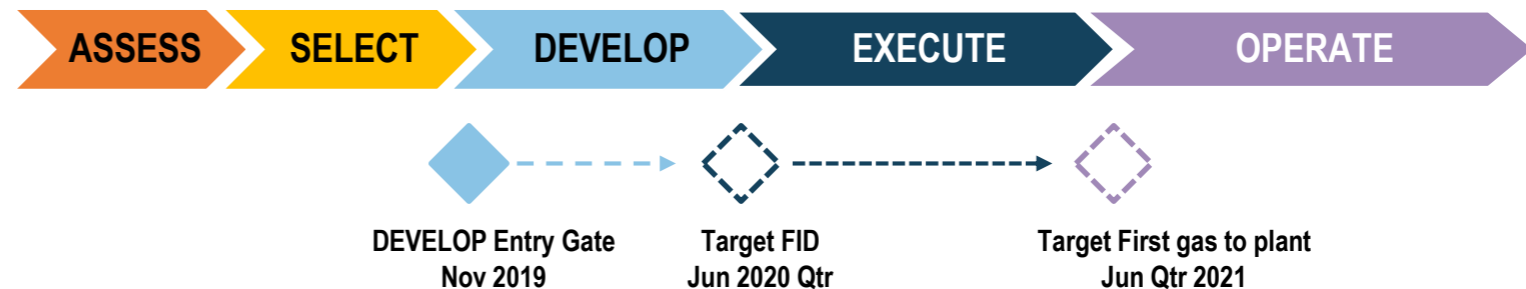 ASSESS SELECT DEVELOP EXECUTE OPERATE
DEVELOP Entry Gate
Nov 2019
Target FID
Jun 2020 Qtr
Target First gas to plant
Jun Qtr 2021